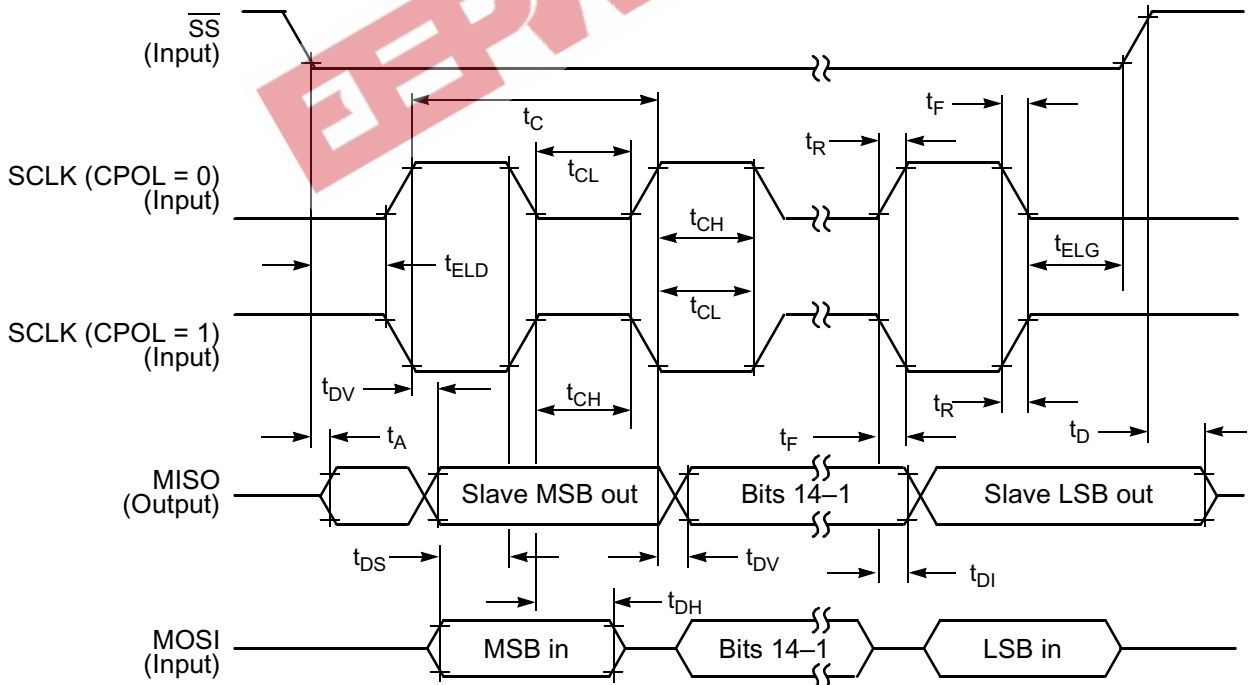 SS
(Input)
tF
tC
tR
SCLK (CPOL = 0)
(Input)
tCL
tCH
tELD
tELG
tCL
SCLK (CPOL = 1)
(Input)
tDV
tCH
tR
tA
tF
tD
MISO
(Output)
Slave MSB out
Bits 14–1
Slave LSB out
tDS
tDV
tDI
tDH
MOSI
(Input)
MSB in
Bits 14–1
LSB in